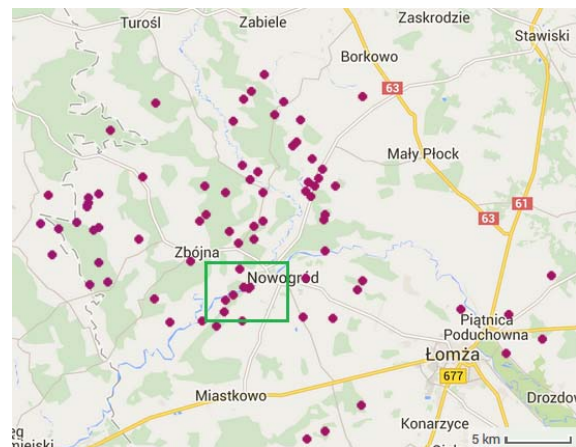 Turośl
Zabiele
Zaskrodzie
Stawiski
Borkowo
63
Mały Płock
61
63
Zbójna
Nowogród
Piątnica
Poduchowna
Łomża
677
Miastkowo
Drozdowo
Konarzyce
5 km